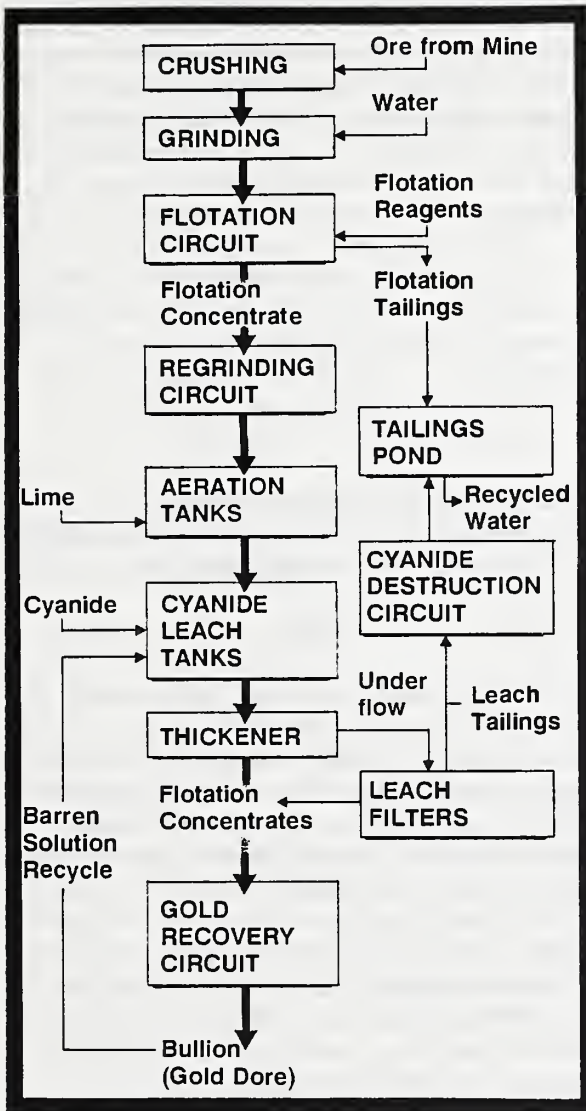 Ore from Mine
CRUSHING
Water
GRINDING
Flotation
Reagents
FLOTATION
CIRCUIT
Flotation
Tailings
Flotation
Concentrate
REGRINDING
CIRCUIT
TAILINGS
POND
Recycled
Water
Lime
AERATION
TANKS
CYANIDE
DESTRUCTION
CIRCUIT
Cyanide
CYANIDE
LEACH
TANKS
Under
flow
Leach
Tailings
THICKENER
Flotation
Concentrates
LEACH
FILTERS
Barren
Solution
Recycle
GOLD
RECOVERY
CIRCUIT
Bullion
(Gold Dore)